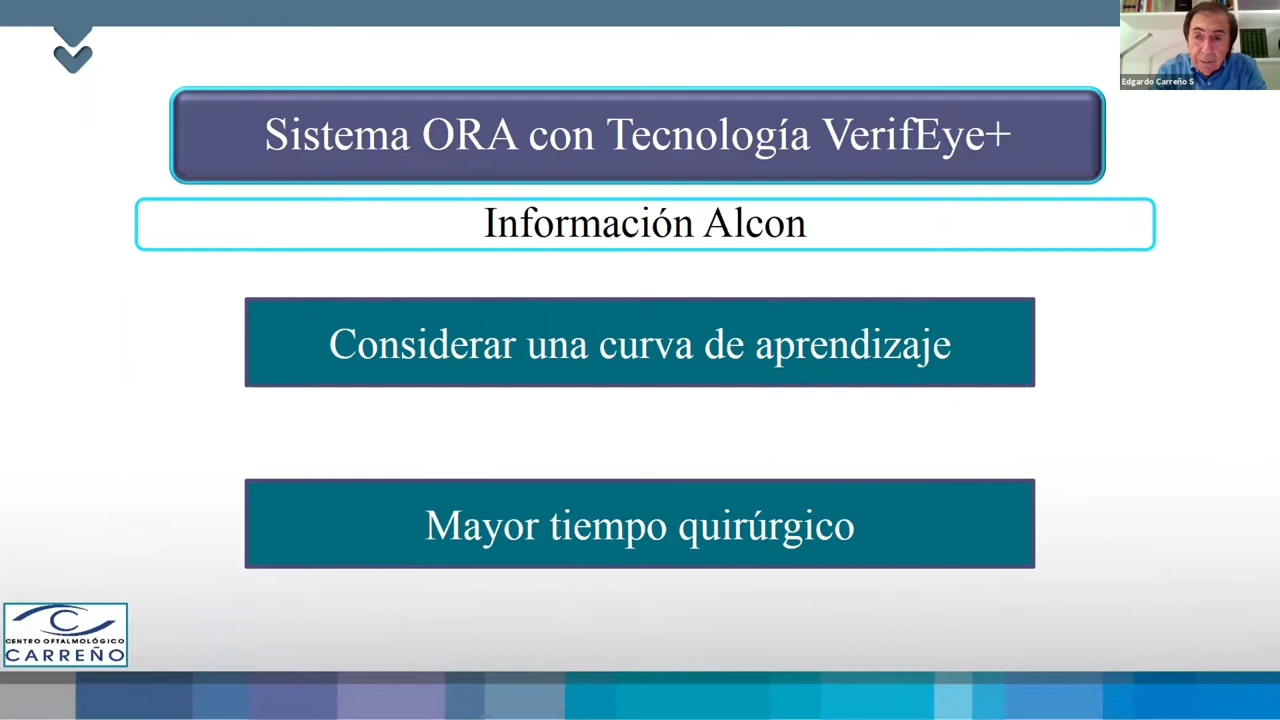 Edgardo Carreño S
Sistema ORA con Tecnología VerifEye+
Información Alcon
Considerar una curva de aprendizaje
Mayor tiempo quirúrgico
CENTRO OFTALMOLÓGICO
CARREÑO